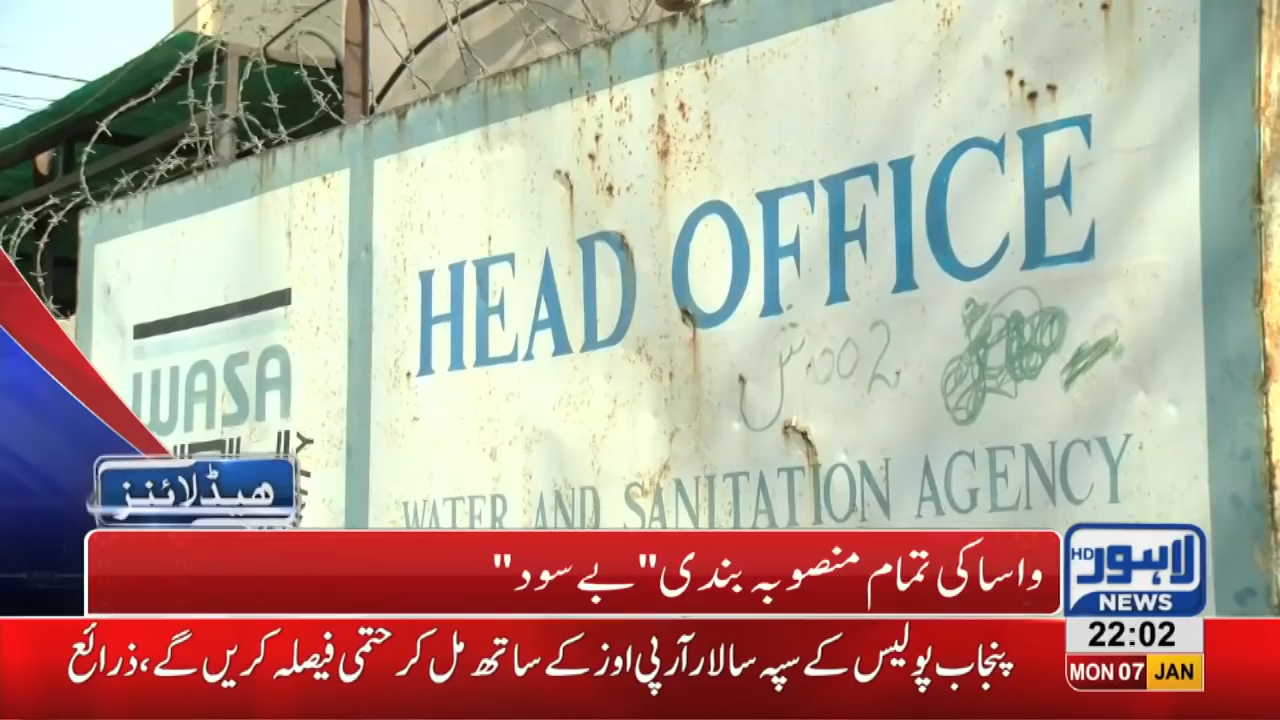 HEAD OFFICE
WASA
WATER AND SANITATION AGENCY
ہیڈلائنز
واسا کی تمام منصوبہ بندی "بے سود"
HD لاہور
NEWS
22:02
MON 07 JAN
پنجاب پولیس کے سپہ سالار آر پی اوز کے ساتھ مل کر حتمی فیصلہ کریں گے، ذرائع